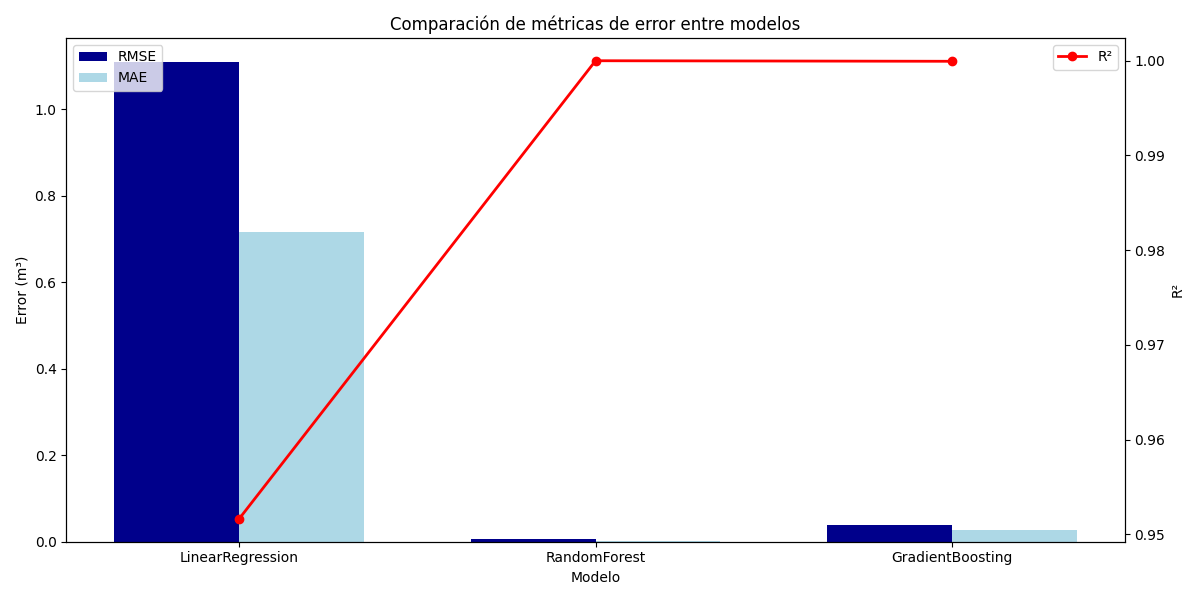 Comparación de métricas de error entre modelos
RMSE
MAE
R²
Error (m³)
1.0
0.8
0.6
0.4
0.2
0.0
1.00
0.99
0.98
0.97
0.96
0.95
R²
LinearRegression
RandomForest
GradientBoosting
Modelo